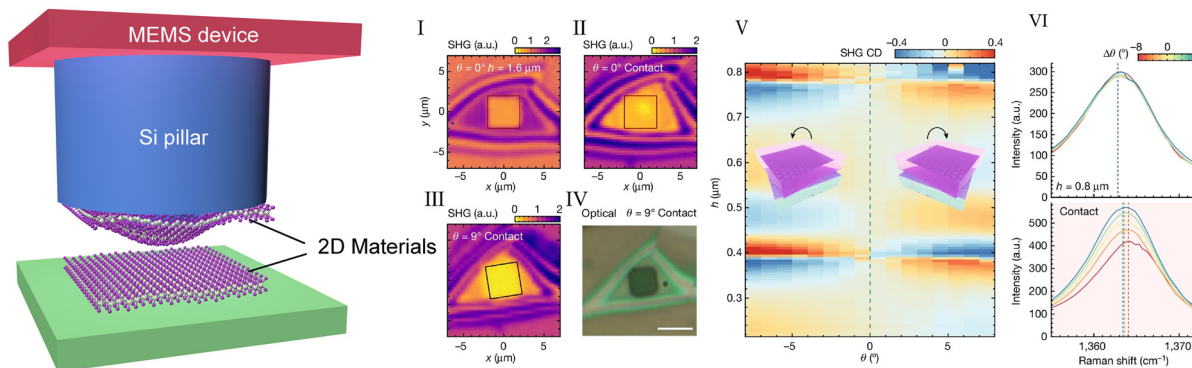 MEMS device
Si pillar
2D Materials
I
SHG (a.u.)
0 1 2
θ = 0° h = 1.6 μm
y (μm)
5
0
−5
−5 0 5
x (μm)
II
SHG (a.u.)
0 1 2
θ = 0° Contact
−5 0 5
x (μm)
III
SHG (a.u.)
0 1 2
θ = 9° Contact
−5 0 5
x (μm)
IV
Optical θ = 9° Contact
V
SHG CD
−0.4 0 0.4
h (μm)
0.8
0.7
0.6
0.5
0.4
0.3
−5 0 5
θ (°)
VI
Δθ (°)
−8 0
Intensity (a.u.)
300
200
100
0
h = 0.8 μm
Contact
Intensity (a.u.)
500
400
300
200
100
0
1,360 1,370
Raman shift (cm⁻¹)